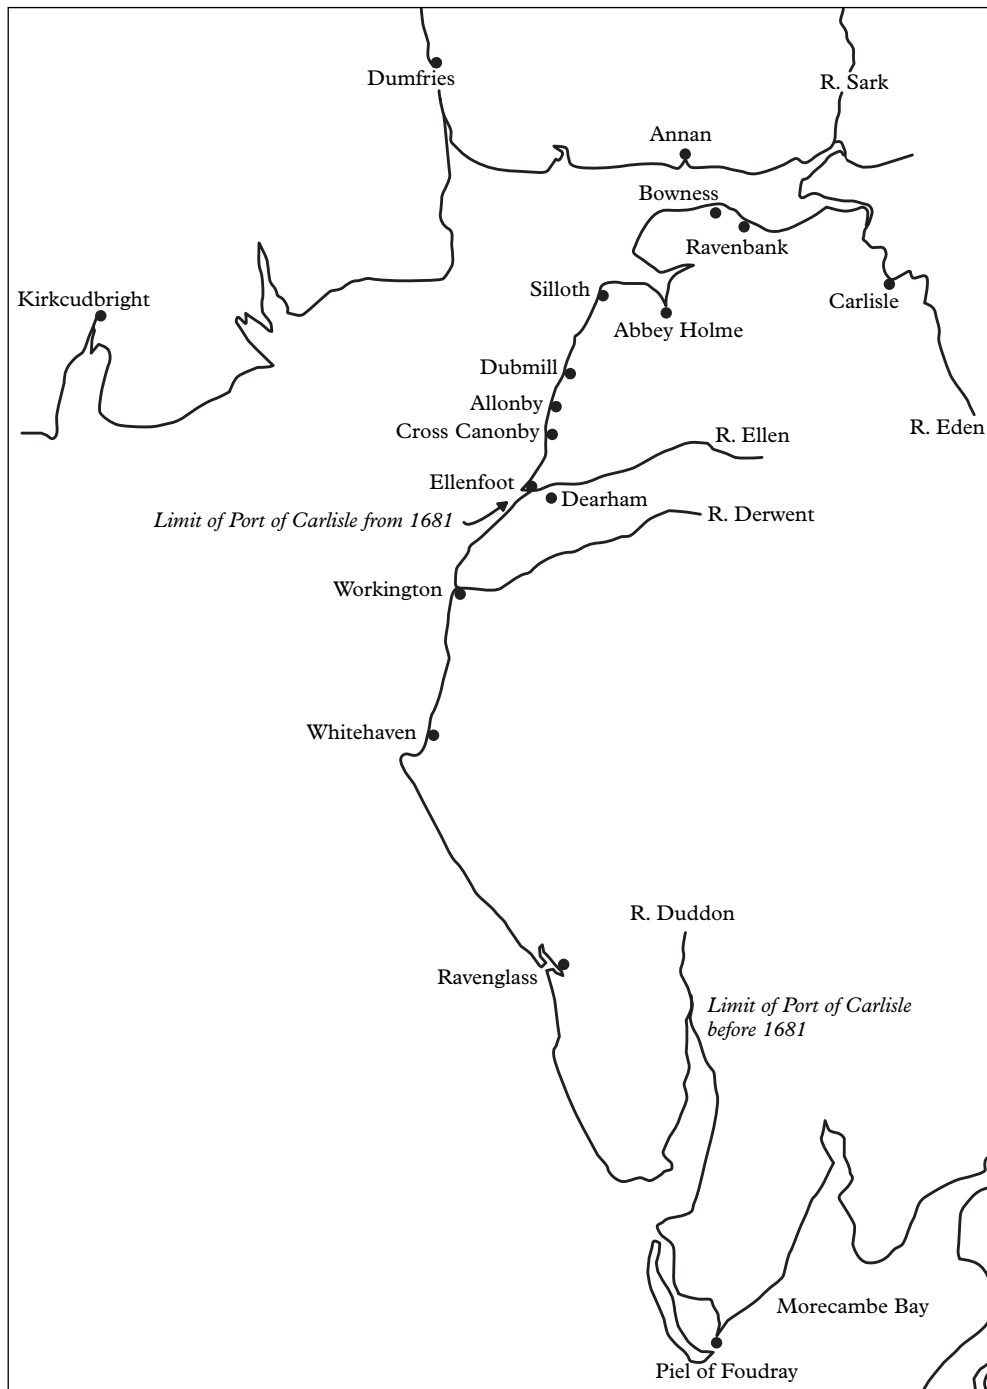 Dumfries
R. Sark
Annan
Bowness
Ravenbank
Kirkcudbright
Silloth
Carlisle
Abbey Holme
Dubmill
Allonby
Cross Canonby
R. Eden
R. Ellen
Ellenfoot
Dearham
Limit of Port of Carlisle from 1681
R. Derwent
Workington
Whitehaven
R. Duddon
Ravenglass
Limit of Port of Carlisle
before 1681
Morecambe Bay
Piel of Foudray